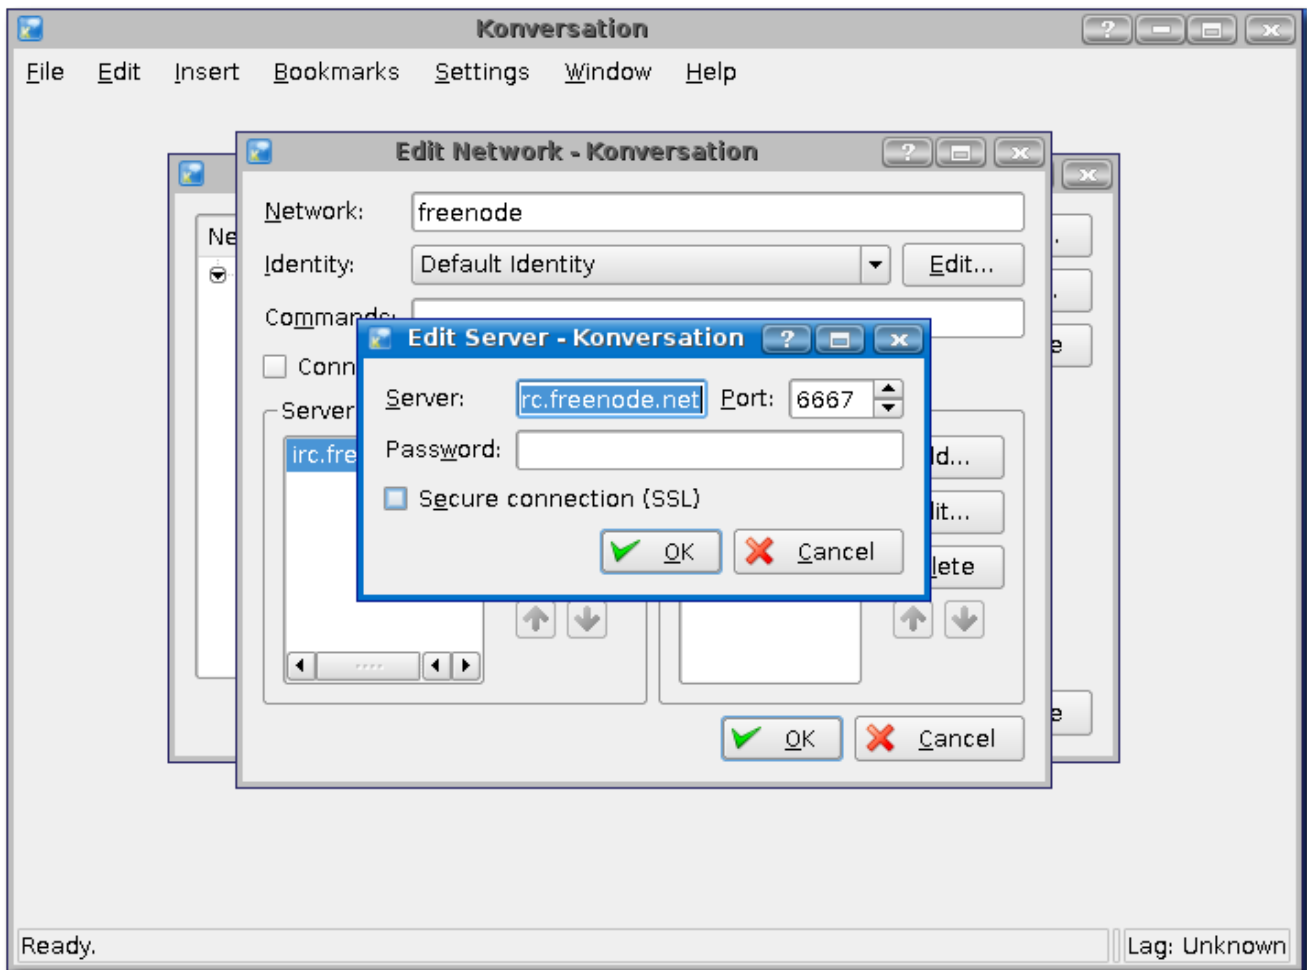 Konversation
File Edit Insert Bookmarks Settings Window Help
Edit Network - Konversation
Network: freenode
Ne
Identity: Default Identity Edit...
Commands:
Edit Server - Konversation
Conn
e
Server: rc.freenode.net Port: 6667
Server
Password:
irc.fre
ld...
Secure connection (SSL)
lit...
OK Cancel
lete
OK Cancel
e
Ready. Lag: Unknown